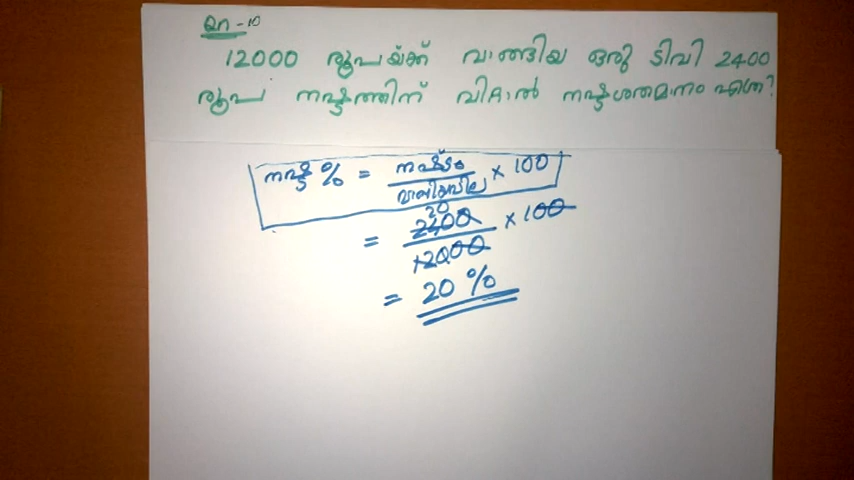 Qn -10
12000 രൂപയ്ക്ക് വാങ്ങിയ ഒരു ടിവി 2400
രൂപ നഷ്ടത്തിന് വിറ്റാൽ നഷ്ടശതമാനം എത്ര?
നഷ്ട % = നഷ്ടം / വാങ്ങിയവില × 100
20
= 2400 / 12000 × 100
= 20 %